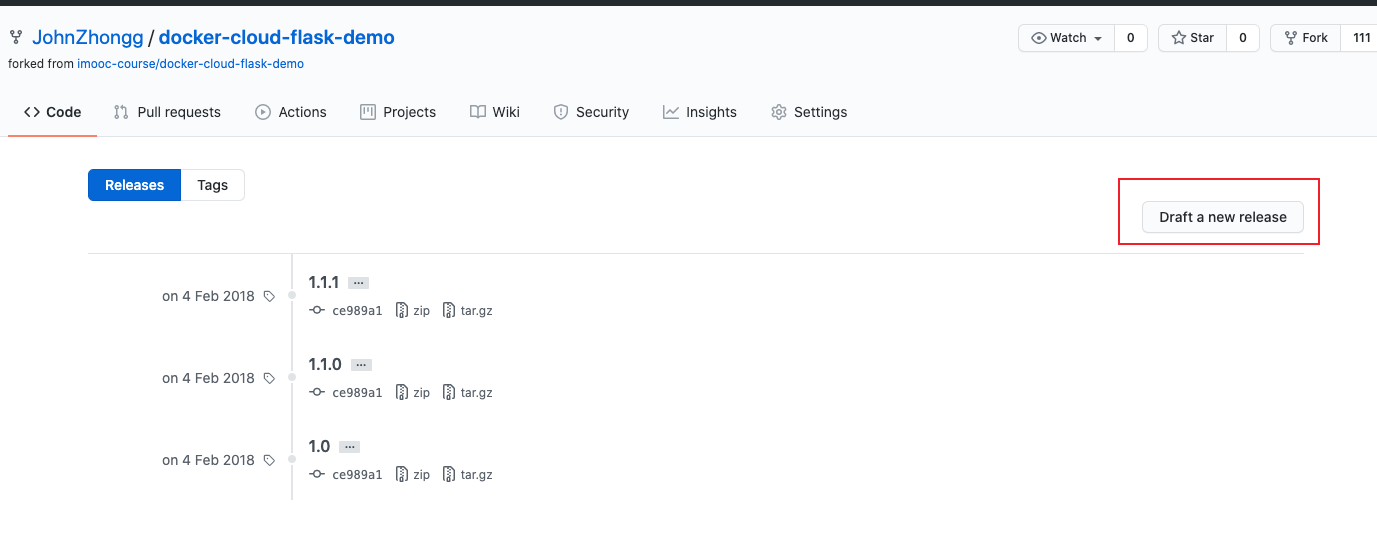 JohnZhongg / docker-cloud-flask-demo
Watch 0 Star 0 Fork 111
forked from imooc-course/docker-cloud-flask-demo
Code Pull requests Actions Projects Wiki Security Insights Settings
Releases Tags
Draft a new release
1.1.1 ...
on 4 Feb 2018
ce989a1 zip tar.gz
1.1.0 ...
on 4 Feb 2018
ce989a1 zip tar.gz
1.0 ...
on 4 Feb 2018
ce989a1 zip tar.gz